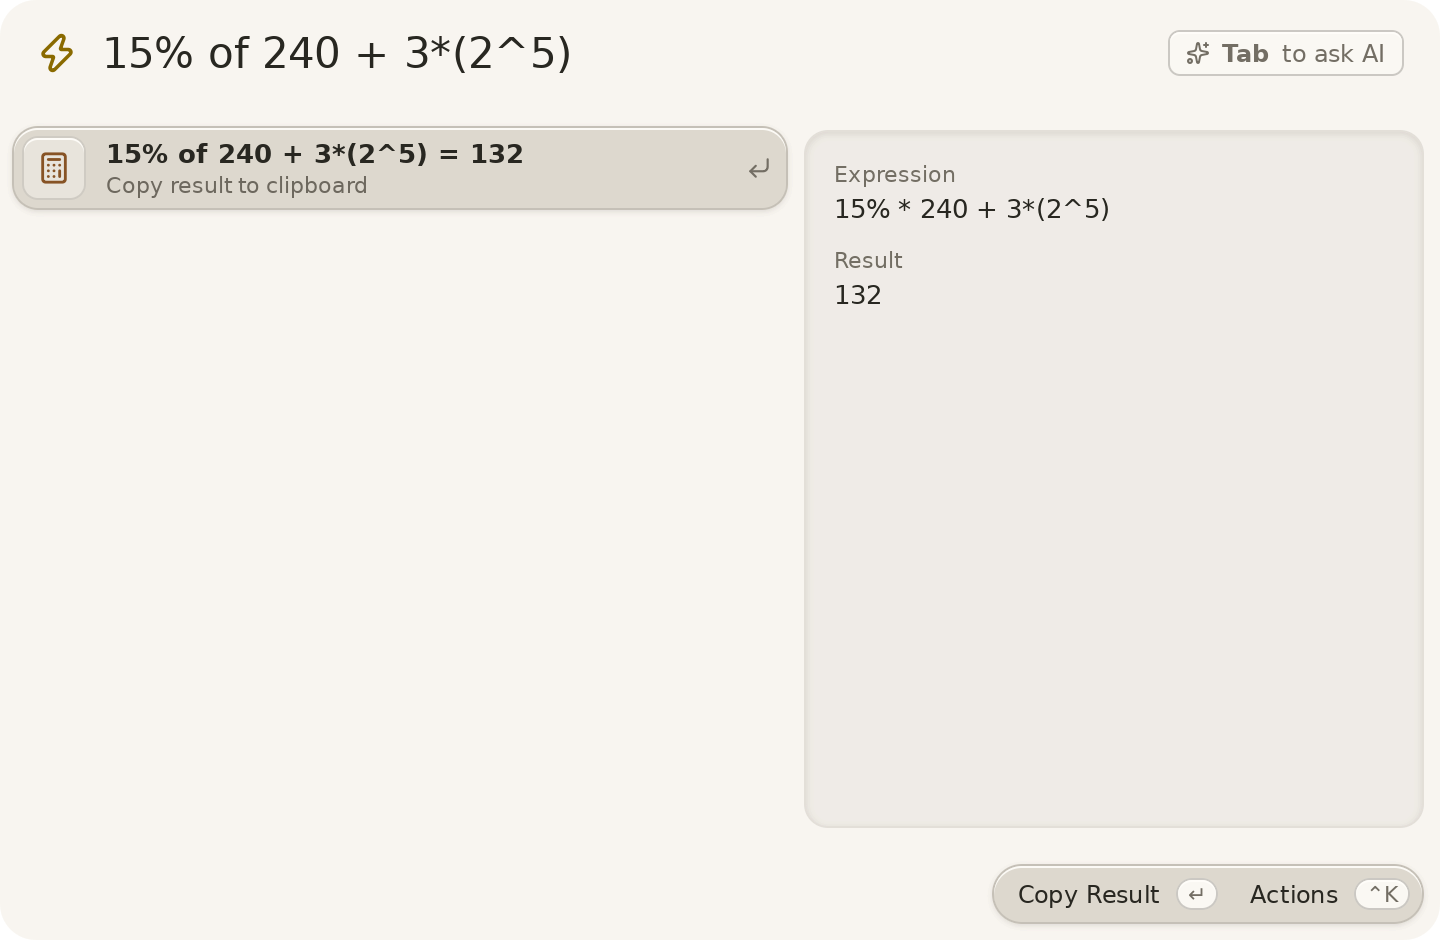 15% of 240 + 3*(2^5)
Tab to ask AI
15% of 240 + 3*(2^5) = 132
Copy result to clipboard
Expression
15% * 240 + 3*(2^5)
Result
132
Copy Result ↵ Actions ^K